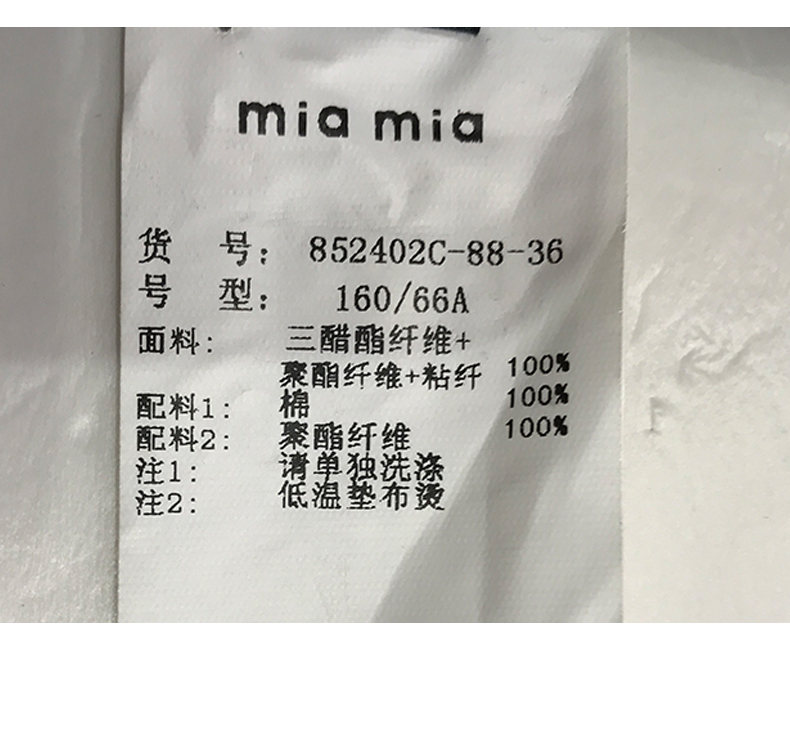 mia mia
货 号: 852402C-88-36
号 型: 160/66A
面料: 三醋酯纤维+
聚酯纤维+粘纤 100%
配料1: 棉 100%
配料2: 聚酯纤维 100%
注1: 请单独洗涤
注2: 低温垫布烫